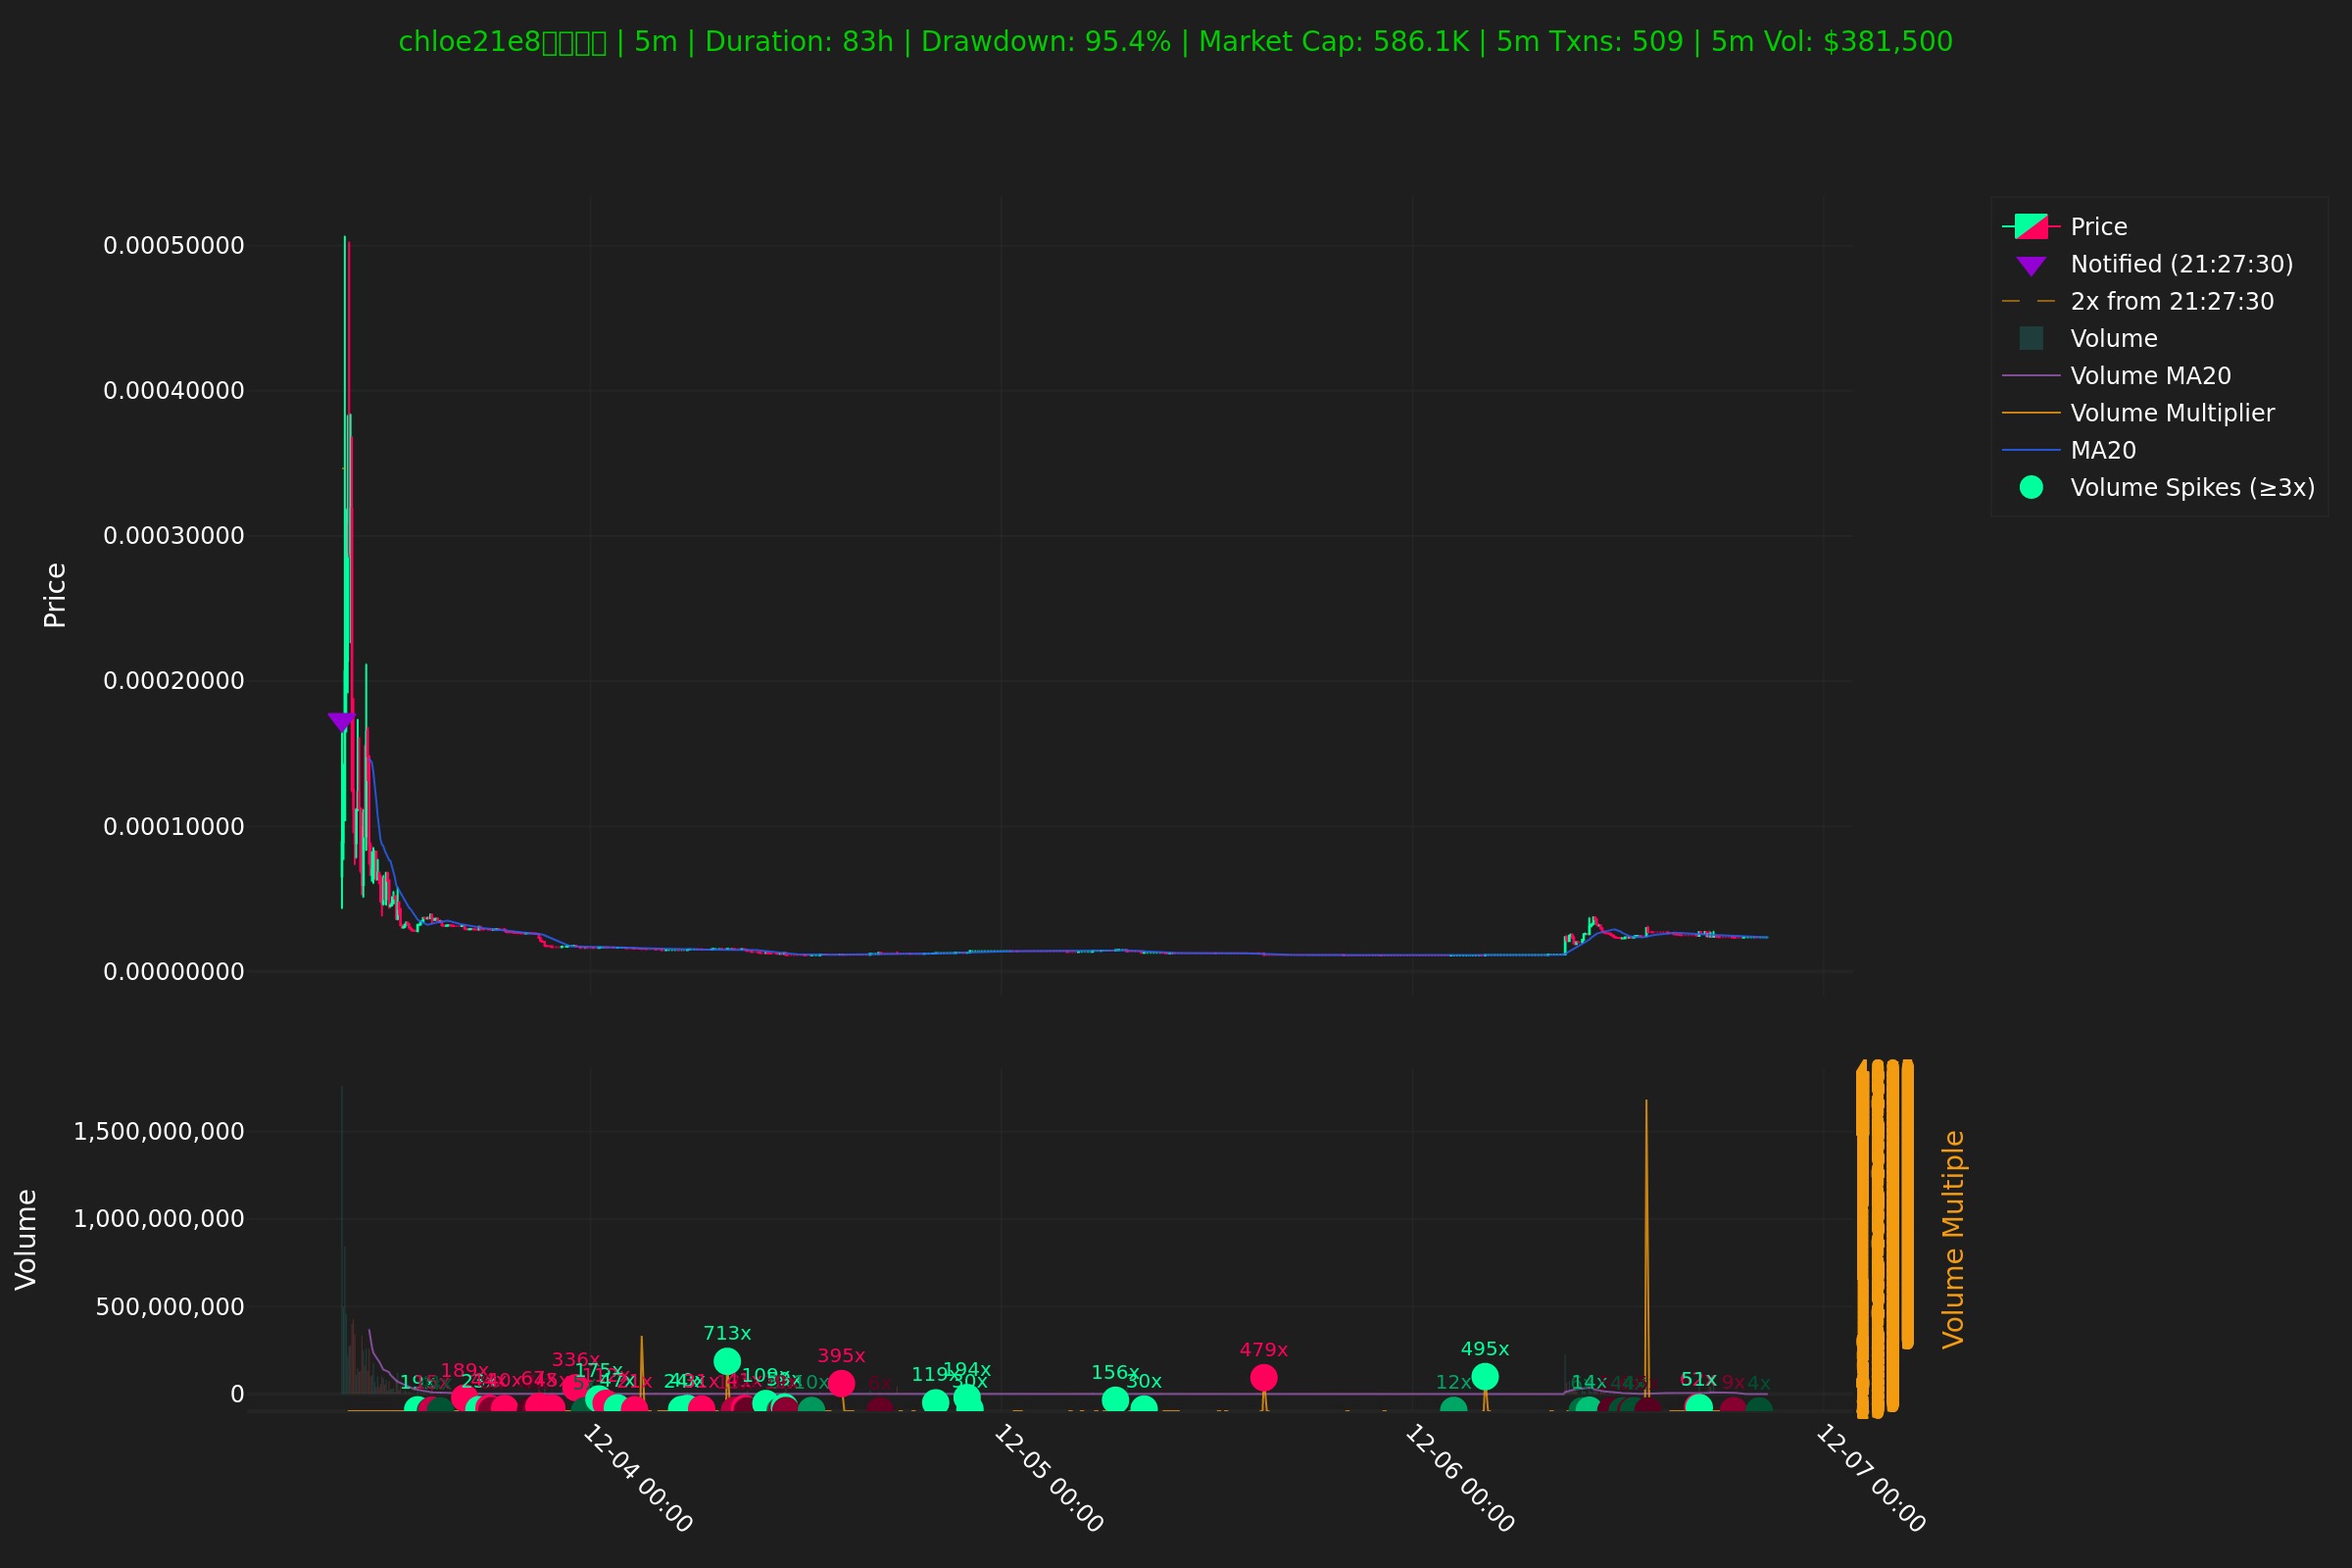 chloe21e8□□□□ | 5m | Duration: 83h | Drawdown: 95.4% | Market Cap: 586.1K | 5m Txns: 509 | 5m Vol: $381,500
Price
0.00050000
0.00040000
0.00030000
0.00020000
0.00010000
0.00000000
Price
Notified (21:27:30)
2x from 21:27:30
Volume
Volume MA20
Volume Multiplier
MA20
Volume Spikes (≥3x)
Volume
1,500,000,000
1,000,000,000
500,000,000
0
Volume Multiple
189x
336x
175x
47x
713x
395x
119x
194x
30x
156x
30x
479x
495x
12x
14x
51x
9x
4x
12-04 00:00
12-05 00:00
12-06 00:00
12-07 00:00